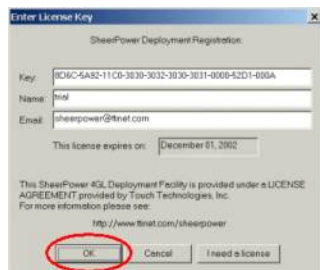 Enter License Key
SheerPower Deployment Registration:
Key: 8D6C-5A92-11C0-3030-3032-3030-3031-0000-52D1-000A
Name: trial
Email: sheerpower@ttinet.com
This license expires on: December 01, 2002
This SheerPower 4GL Deployment Facility is provided under a LICENSE
AGREEMENT provided by Touch Technologies, Inc.
For more information please see:
http://www.ttinet.com/sheerpower
OK Cancel I need a license